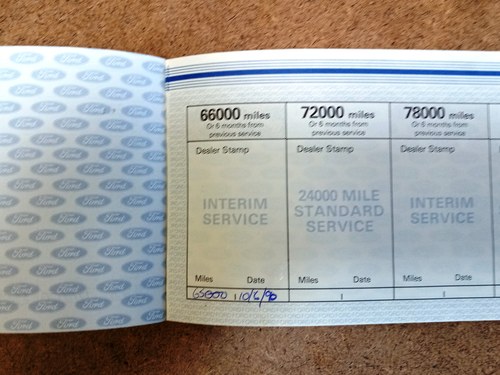 66000 miles
Or 6 months from
previous service
Dealer Stamp
INTERIM
SERVICE
Miles Date
65000 10/6/96
72000 miles
Or 6 months from
previous service
Dealer Stamp
24000 MILE
STANDARD
SERVICE
Miles Date
78000 miles
Or 6 months from
previous service
Dealer Stamp
INTERIM
SERVICE
Miles Date
Ford